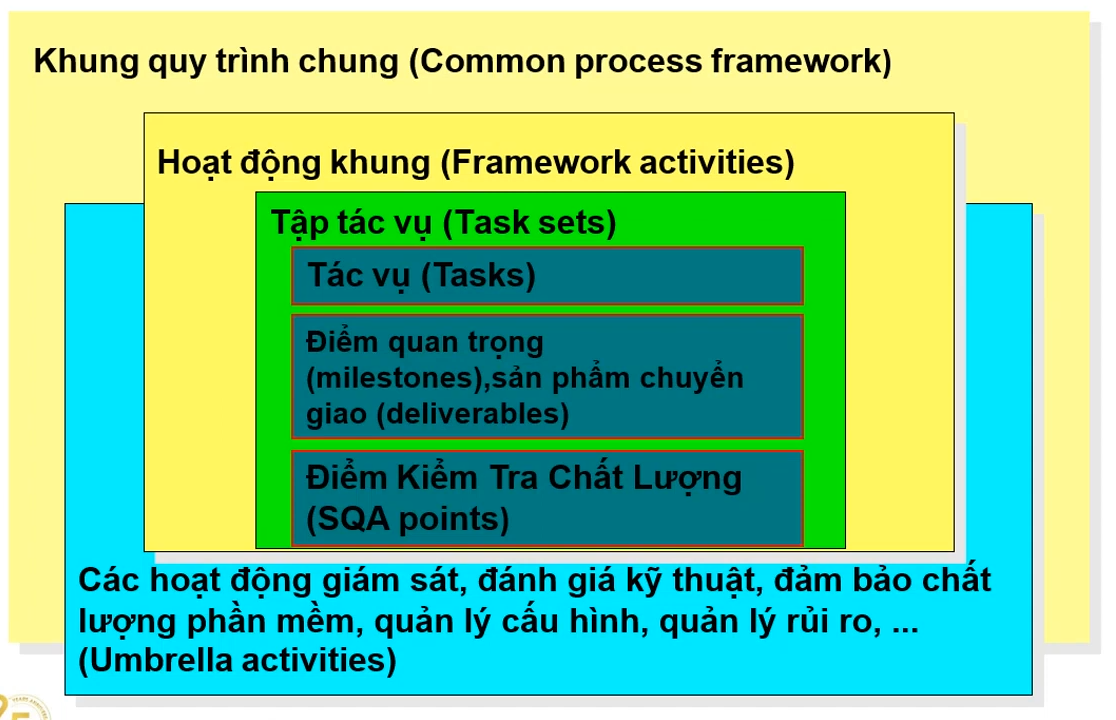 Khung quy trình chung (Common process framework)
Hoạt động khung (Framework activities)
Tập tác vụ (Task sets)
Tác vụ (Tasks)
Điểm quan trọng
(milestones),sản phẩm chuyển
giao (deliverables)
Điểm Kiểm Tra Chất Lượng
(SQA points)
Các hoạt động giám sát, đánh giá kỹ thuật, đảm bảo chất
lượng phần mềm, quản lý cấu hình, quản lý rủi ro, ...
(Umbrella activities)